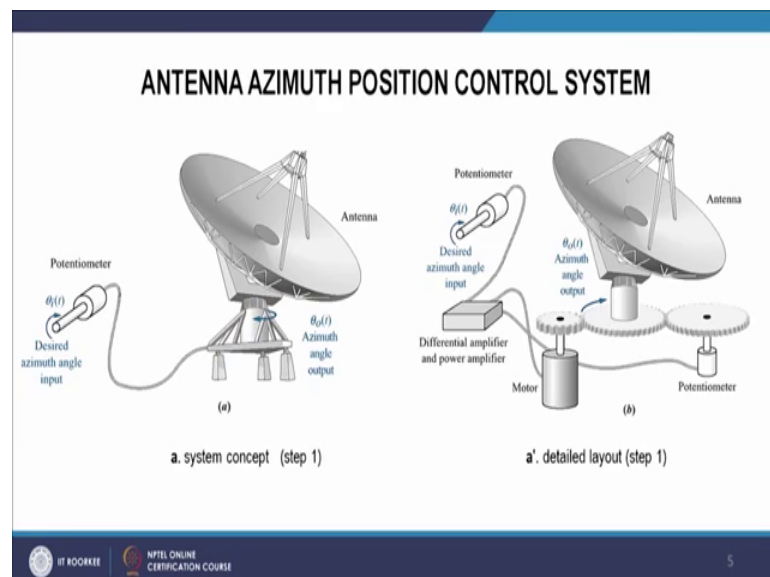 ANTENNA AZIMUTH POSITION CONTROL SYSTEM
Potentiometer
θi(t)
Desired
azimuth angle
input
Antenna
θo(t)
Azimuth
angle
output
(a)
a. system concept (step 1)
Potentiometer
θi(t)
Desired
azimuth angle
input
Antenna
θo(t)
Azimuth
angle
output
Differential amplifier
and power amplifier
Motor
Potentiometer
(b)
a'. detailed layout (step 1)
IIT ROORKEE
NPTEL ONLINE
CERTIFICATION COURSE
5